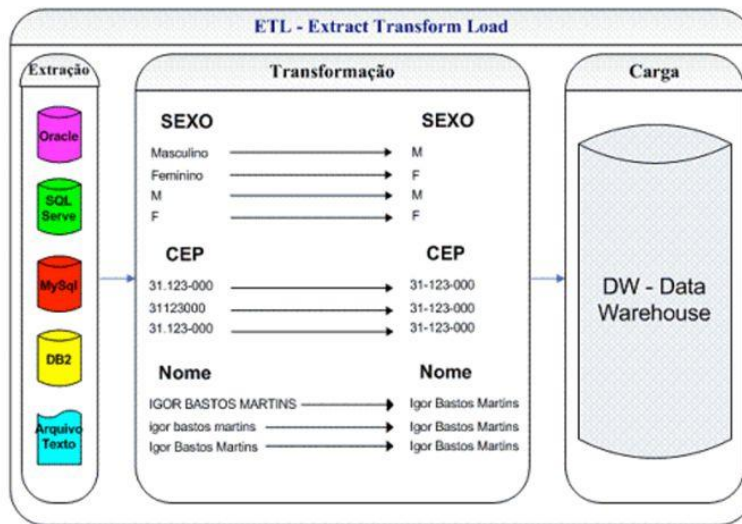 ETL - Extract Transform Load
Extração
Oracle
SQL
Serve
MySql
DB2
Arquivo
Texto
Transformação
SEXO SEXO
Masculino M
Feminino F
M M
F F
CEP CEP
31.123-000 31-123-000
31123000 31-123-000
31.123-000 31-123-000
Nome Nome
IGOR BASTOS MARTINS Igor Bastos Martins
igor bastos martins Igor Bastos Martins
Igor Bastos Martins Igor Bastos Martins
Carga
DW - Data
Warehouse